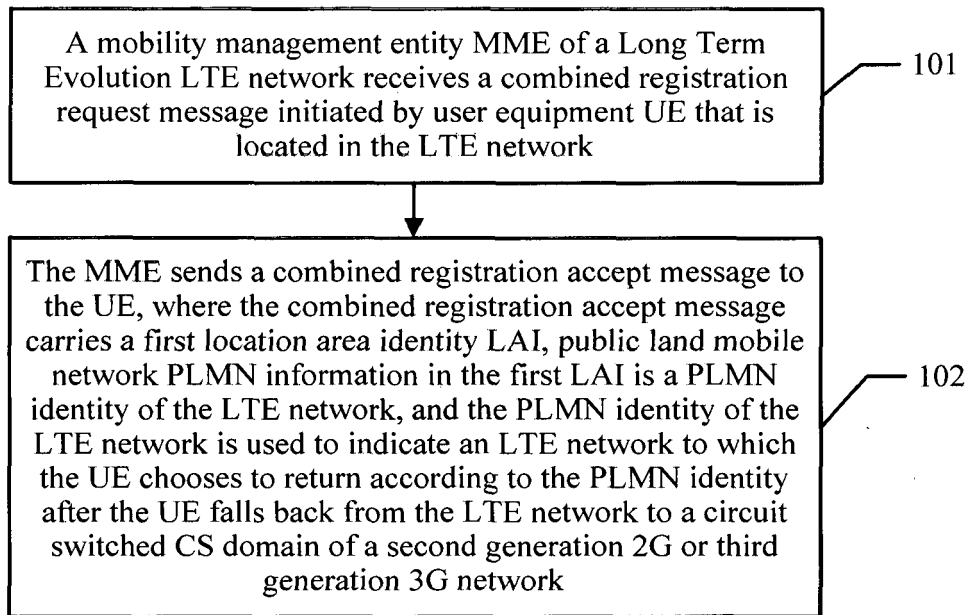 A mobility management entity MME of a Long Term
Evolution LTE network receives a combined registration
request message initiated by user equipment UE that is
located in the LTE network
101
The MME sends a combined registration accept message to
the UE, where the combined registration accept message
carries a first location area identity LAI, public land mobile
network PLMN information in the first LAI is a PLMN
identity of the LTE network, and the PLMN identity of the
LTE network is used to indicate an LTE network to which
the UE chooses to return according to the PLMN identity
after the UE falls back from the LTE network to a circuit
switched CS domain of a second generation 2G or third
generation 3G network
102